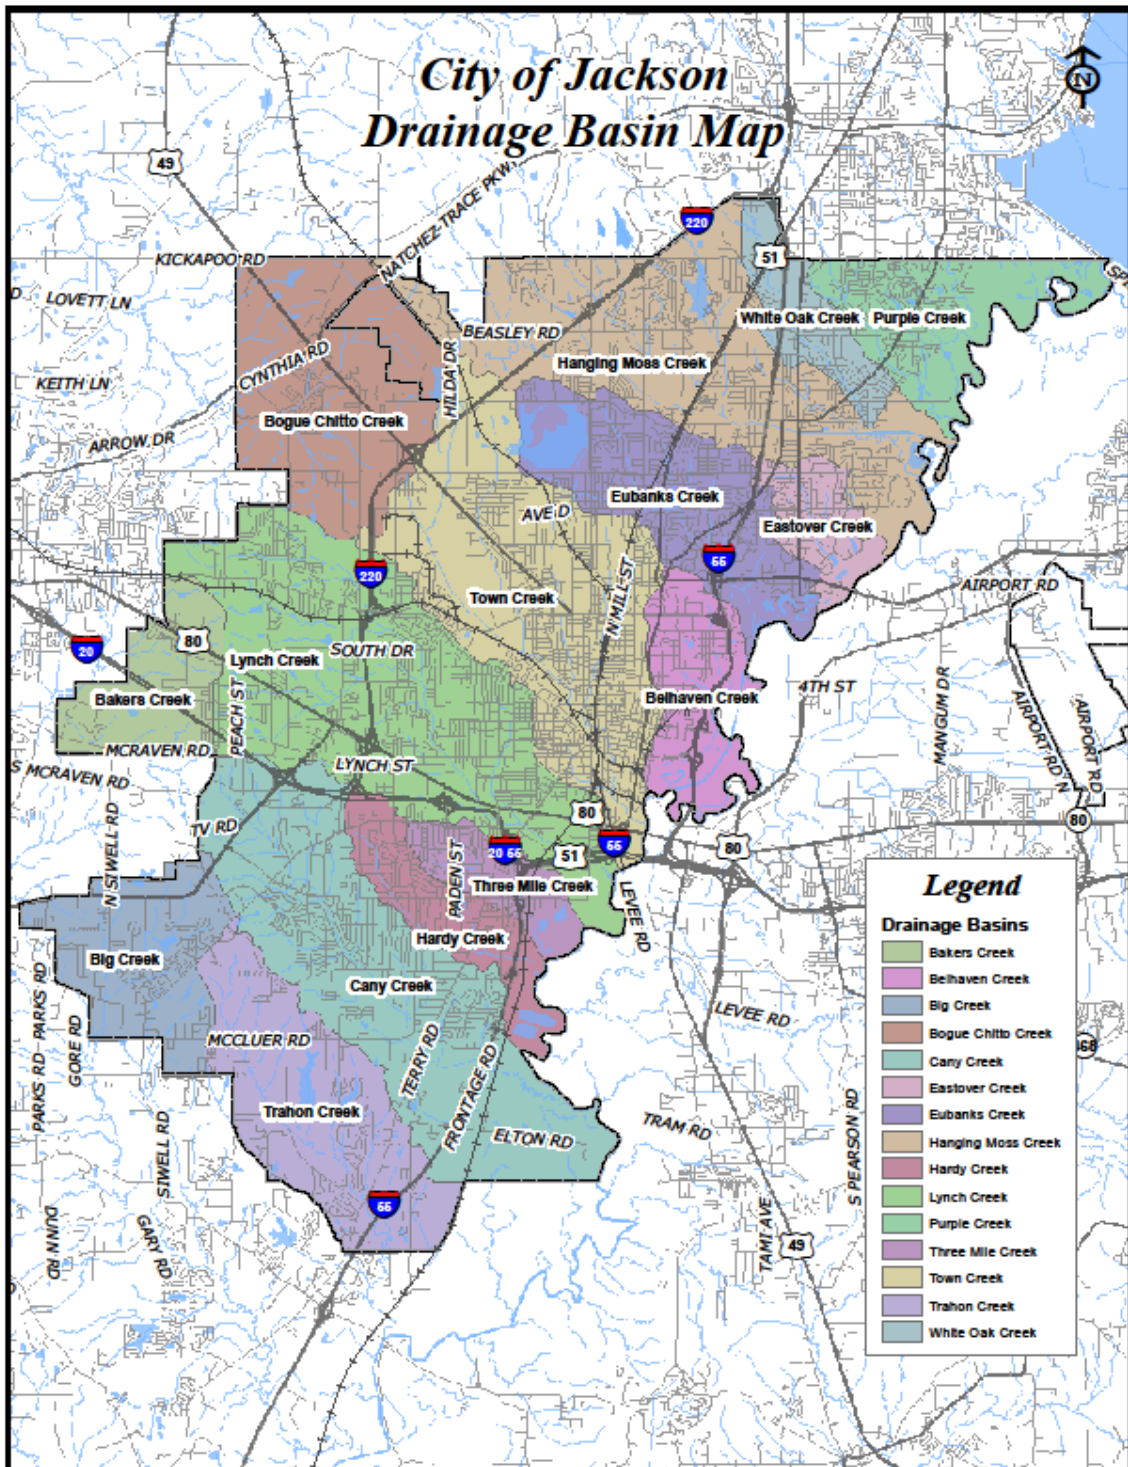 City of Jackson
Drainage Basin Map
N
49
NATCHEZ-TRACE PKWY
220
51
KICKAPOO RD
LOVETT LN
BEASLEY RD
HILDA DR
White Oak Creek
Purple Creek
CYNTHIA RD
KEITH LN
Hanging Moss Creek
ARROW DR
Bogue Chitto Creek
Eubanks Creek
AVE D
Eastover Creek
220
55
N MILL ST
AIRPORT RD
Town Creek
80
20
SOUTH DR
Lynch Creek
PEACH ST
Bakers Creek
Belhaven Creek
4TH ST
MANGUM DR
AIRPORT RD N
AIRPORT RD
MCRAVEN RD
S MCRAVEN RD
LYNCH ST
N SIWELL RD
TV RD
80
80
80
20 55
51
55
PADEN ST
Three Mile Creek
LEVEE RD
Hardy Creek
Big Creek
Cany Creek
PARKS RD
PARKS RD
GORE RD
MCCLUER RD
TERRY RD
FRONTAGE RD
LEVEE RD
468
Trahon Creek
ELTON RD
TRAM RD
S PEARSON RD
SIWELL RD
55
DUNN RD
GARY RD
TAMI AVE
49
Legend
Drainage Basins
Bakers Creek
Belhaven Creek
Big Creek
Bogue Chitto Creek
Cany Creek
Eastover Creek
Eubanks Creek
Hanging Moss Creek
Hardy Creek
Lynch Creek
Purple Creek
Three Mile Creek
Town Creek
Trahon Creek
White Oak Creek